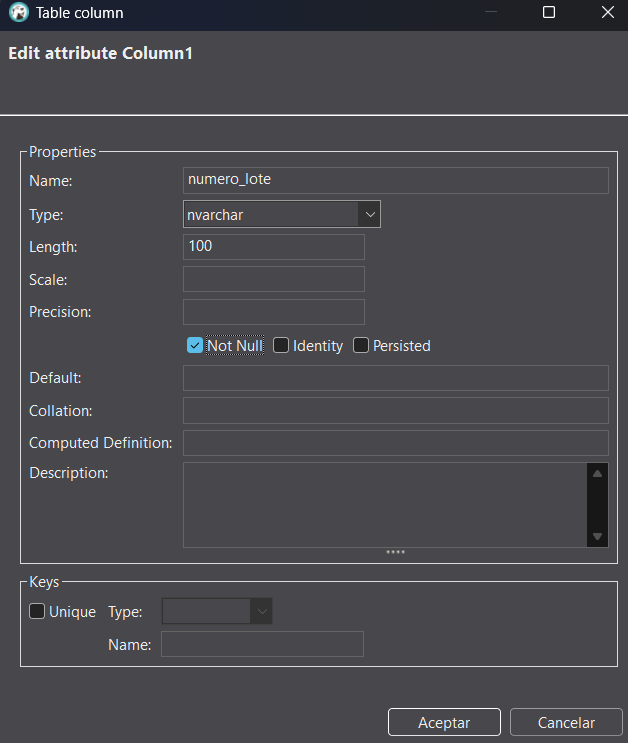 Table column
Edit attribute Column1
Properties
Name: numero_lote
Type: nvarchar
Length: 100
Scale:
Precision:
Not Null Identity Persisted
Default:
Collation:
Computed Definition:
Description:
Keys
Unique Type:
Name:
Aceptar Cancelar